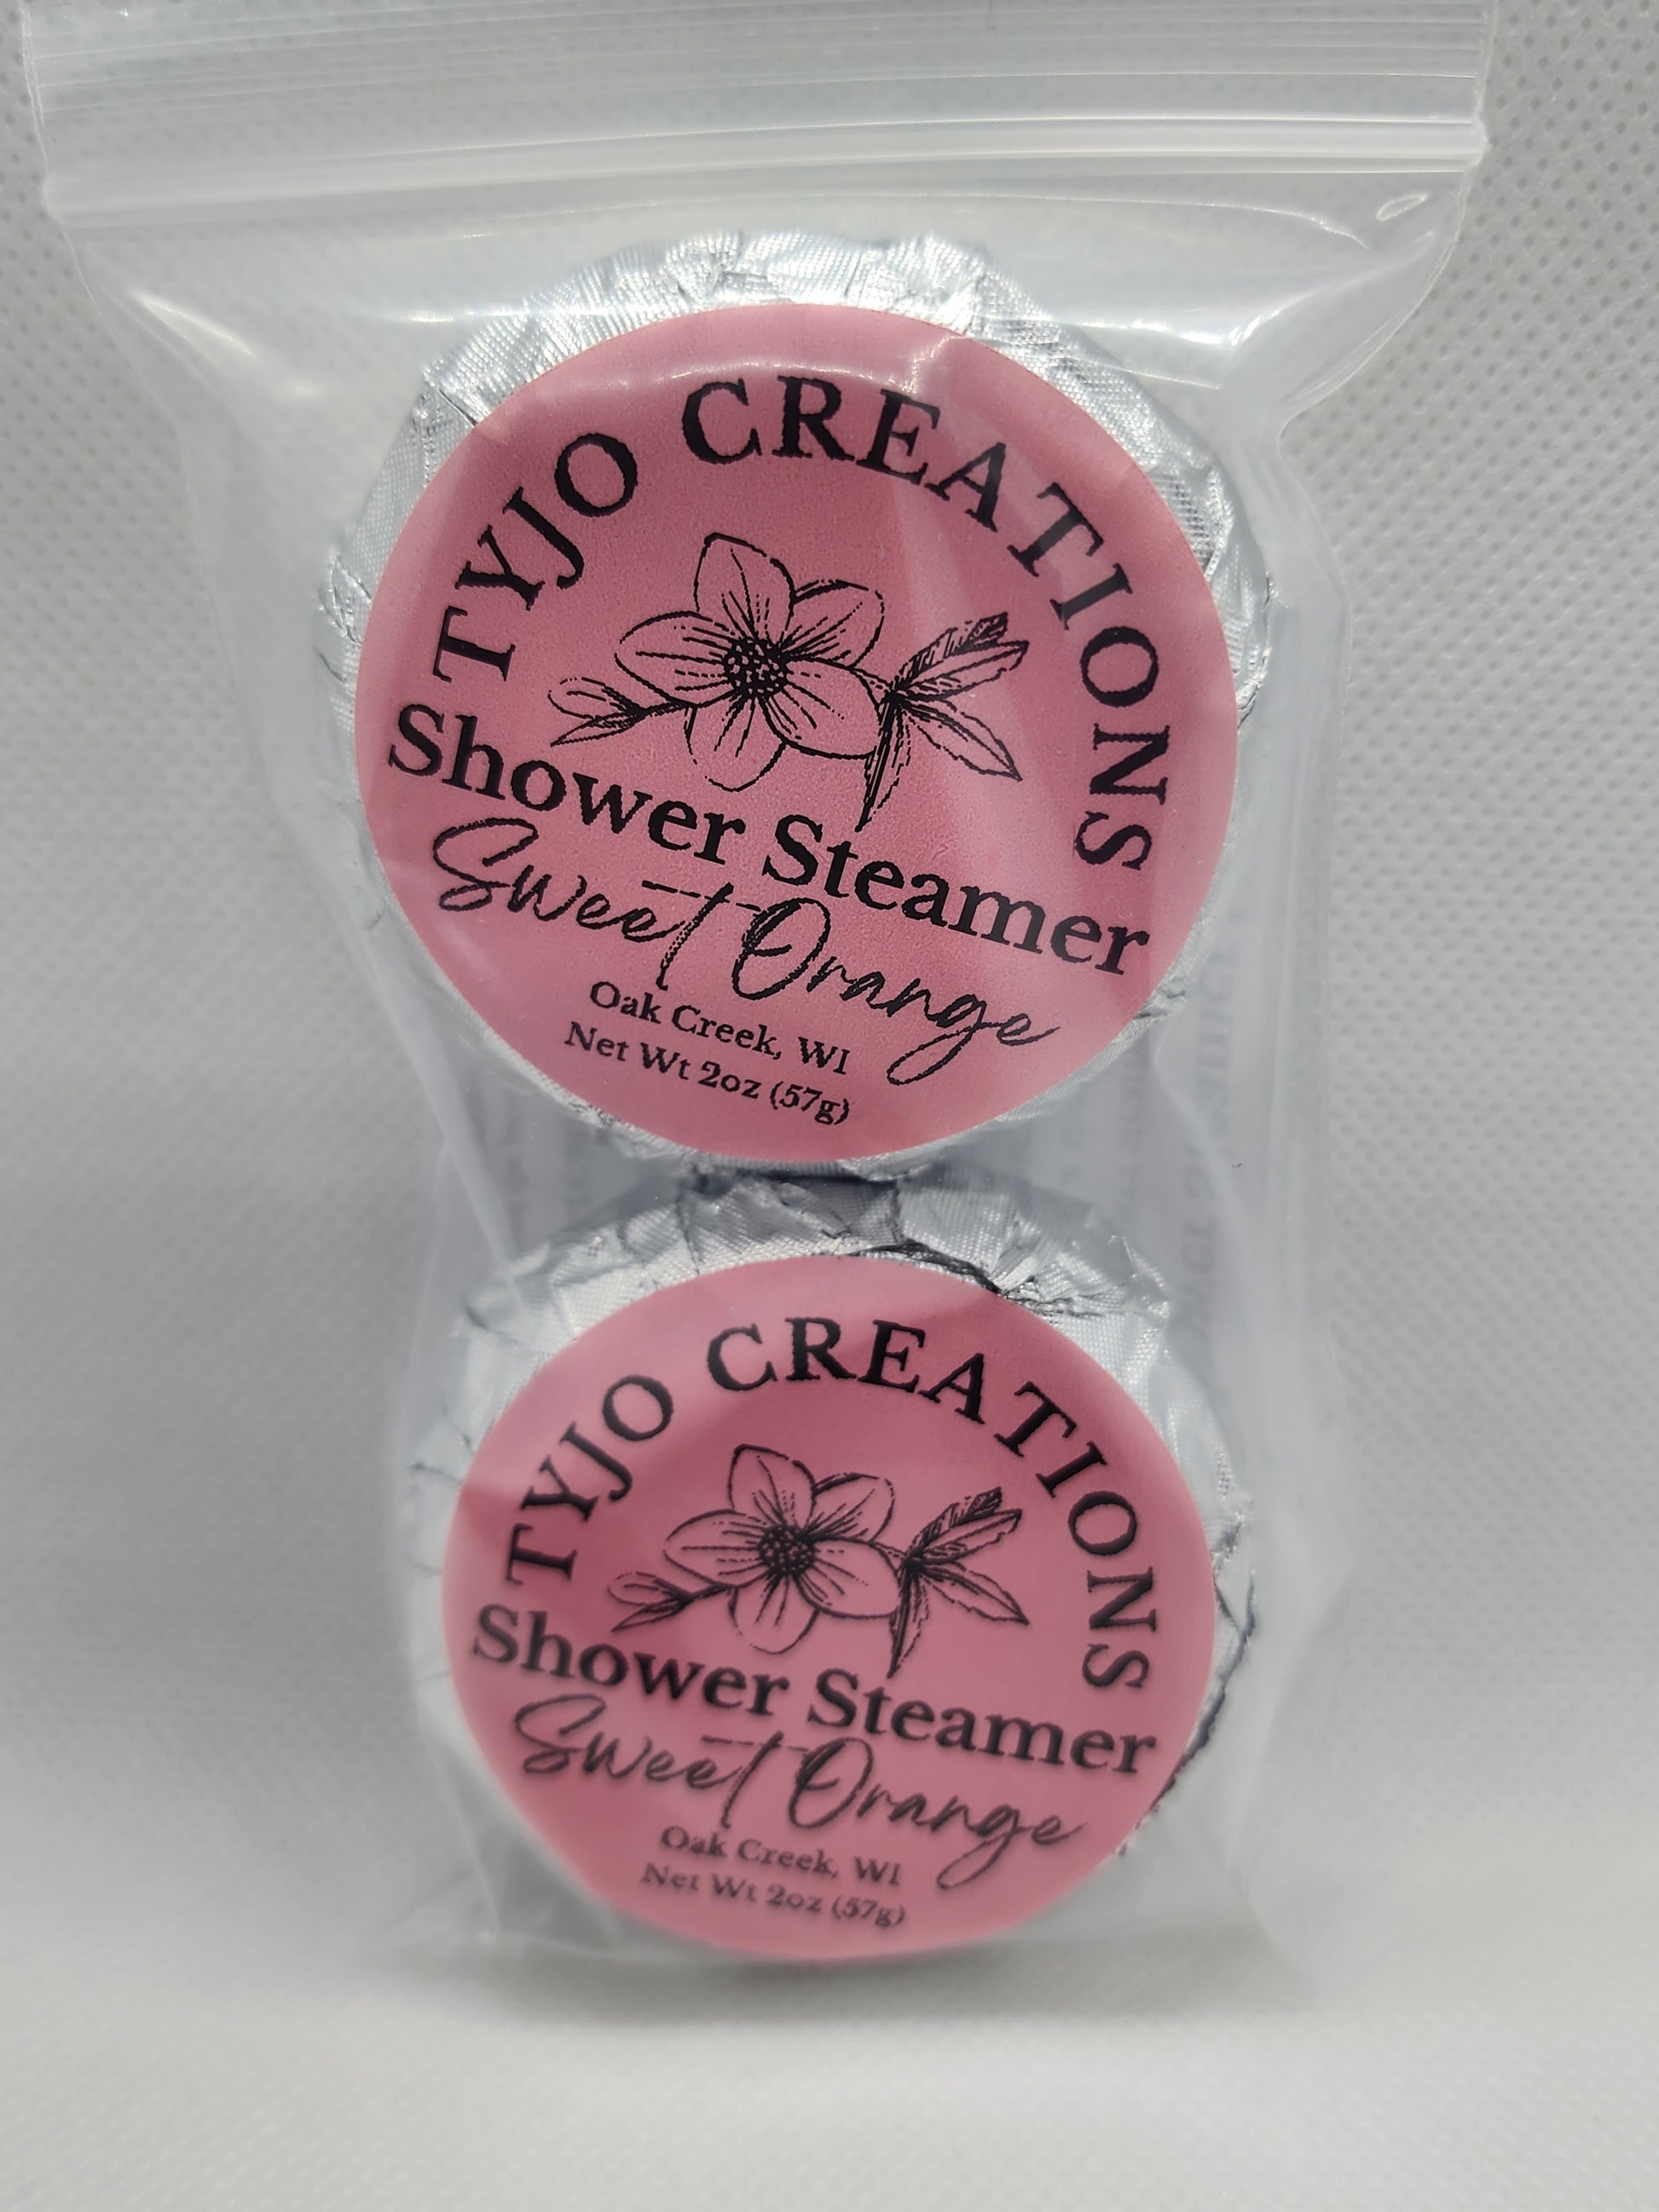 TYJO CREATIONS
Shower Steamer
Sweet Orange
Oak Creek, WI
Net Wt 2oz (57g)
TYJO CREATIONS
Shower Steamer
Sweet Orange
Oak Creek, WI
Net Wt 2oz (57g)